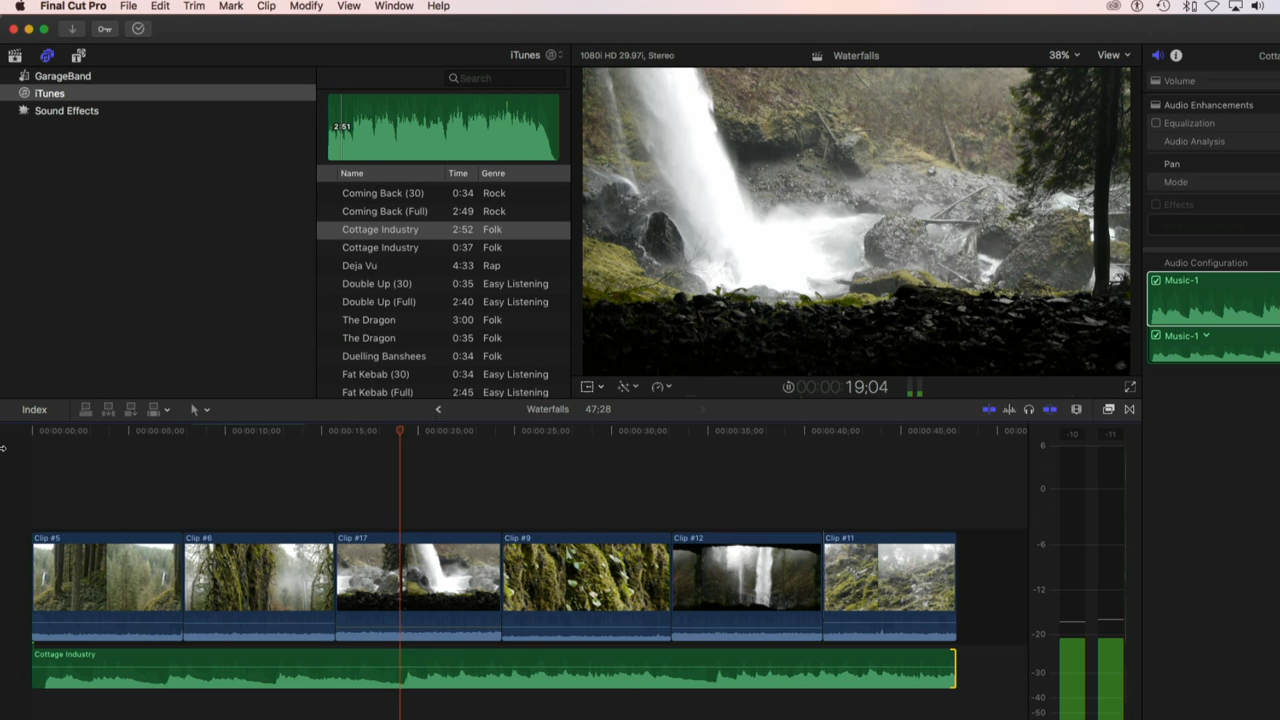 Final Cut Pro File Edit Trim Mark Clip Modify View Window Help
iTunes
1080i HD 29.97i, Stereo
Waterfalls
38%
View
GarageBand
iTunes
Sound Effects
Search
2:51
Name Time Genre
Coming Back (30) 0:34 Rock
Coming Back (Full) 2:49 Rock
Cottage Industry 2:52 Folk
Cottage Industry 0:37 Folk
Deja Vu 4:33 Rap
Double Up (30) 0:35 Easy Listening
Double Up (Full) 2:40 Easy Listening
The Dragon 3:00 Folk
The Dragon 0:35 Folk
Duelling Banshees 0:34 Folk
Fat Kebab (30) 0:34 Easy Listening
Fat Kebab (Full) 2:45 Easy Listening
00:00:19;04
Volume
Audio Enhancements
Equalization
Audio Analysis
Pan
Mode
Effects
Audio Configuration
Music-1
Music-1
Index
Waterfalls 47;28
00:00:00;00 00:00:05;00 00:00:10;00 00:00:15;00 00:00:20;00 00:00:25;00 00:00:30;00 00:00:35;00 00:00:40;00 00:00:45;00 00:00
Clip #5 Clip #6 Clip #17 Clip #9 Clip #12 Clip #11
Cottage Industry
-10 -11
6
0
-6
-12
-20
-30
-40
-50